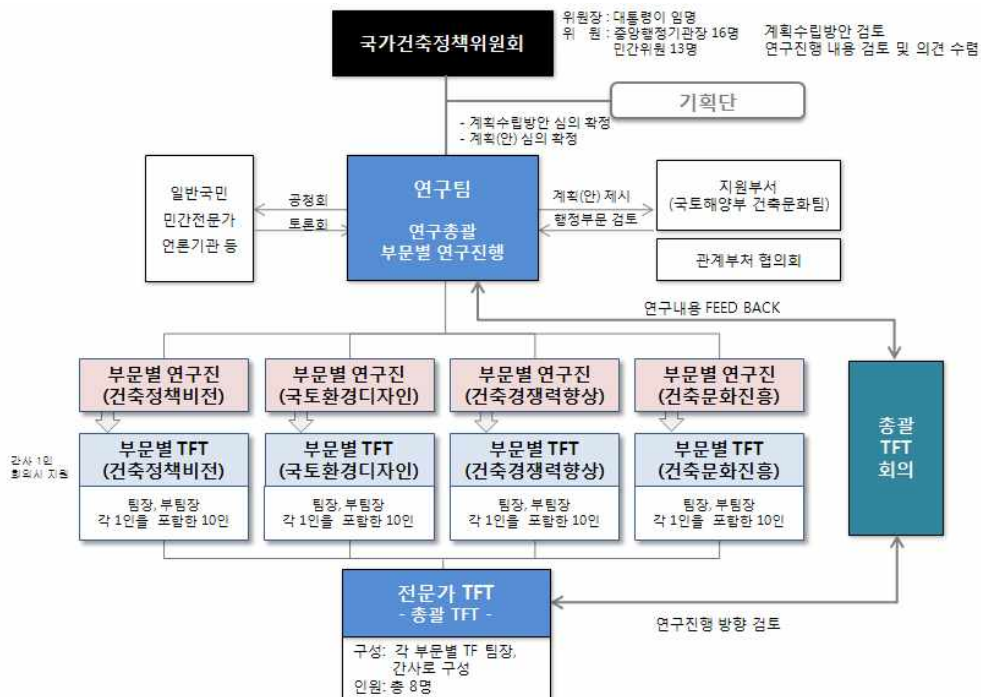 국가건축정책위원회
위원장 : 대통령이 임명
위 원 : 중앙행정기관장 16명
민간위원 13명
계획수립방안 검토
연구진행 내용 검토 및 의견 수렴
기획단
- 계획수립방안 심의 확정
- 계획(안) 심의 확정
일반국민
민간전문가
언론기관 등
공청회
토론회
연구팀
연구총괄
부문별 연구진행
계획(안) 제시
행정부문 검토
지원부서
(국토해양부 건축문화팀)
관계부처 협의회
연구내용 FEED BACK
부문별 연구진
(건축정책비전)
부문별 연구진
(국토환경디자인)
부문별 연구진
(건축경쟁력향상)
부문별 연구진
(건축문화진흥)
총괄
TFT
회의
간사 1인
회의시 지원
부문별 TFT
(건축정책비전)
팀장, 부팀장
각 1인을 포함한 10인
부문별 TFT
(국토환경디자인)
팀장, 부팀장
각 1인을 포함한 10인
부문별 TFT
(건축경쟁력향상)
팀장, 부팀장
각 1인을 포함한 10인
부문별 TFT
(건축문화진흥)
팀장, 부팀장
각 1인을 포함한 10인
전문가 TFT
- 총괄 TFT -
구성: 각 부문별 TF 팀장,
간사로 구성
인원: 총 8명
연구진행 방향 검토